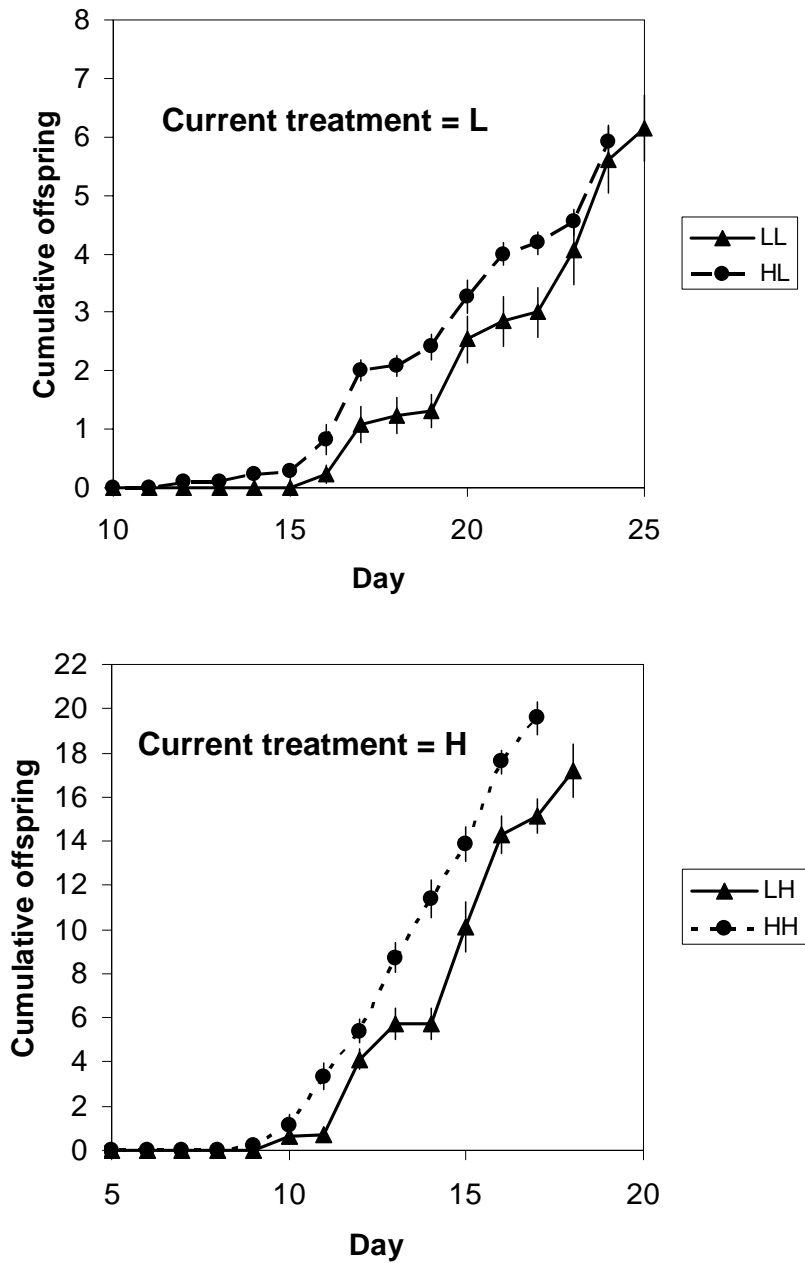 8
7
6
5
4
3
2
1
0
Cumulative offspring
Current treatment = L
10 15 20 25
Day
LL
HL
22
20
18
16
14
12
10
8
6
4
2
0
Cumulative offspring
Current treatment = H
5 10 15 20
Day
LH
HH